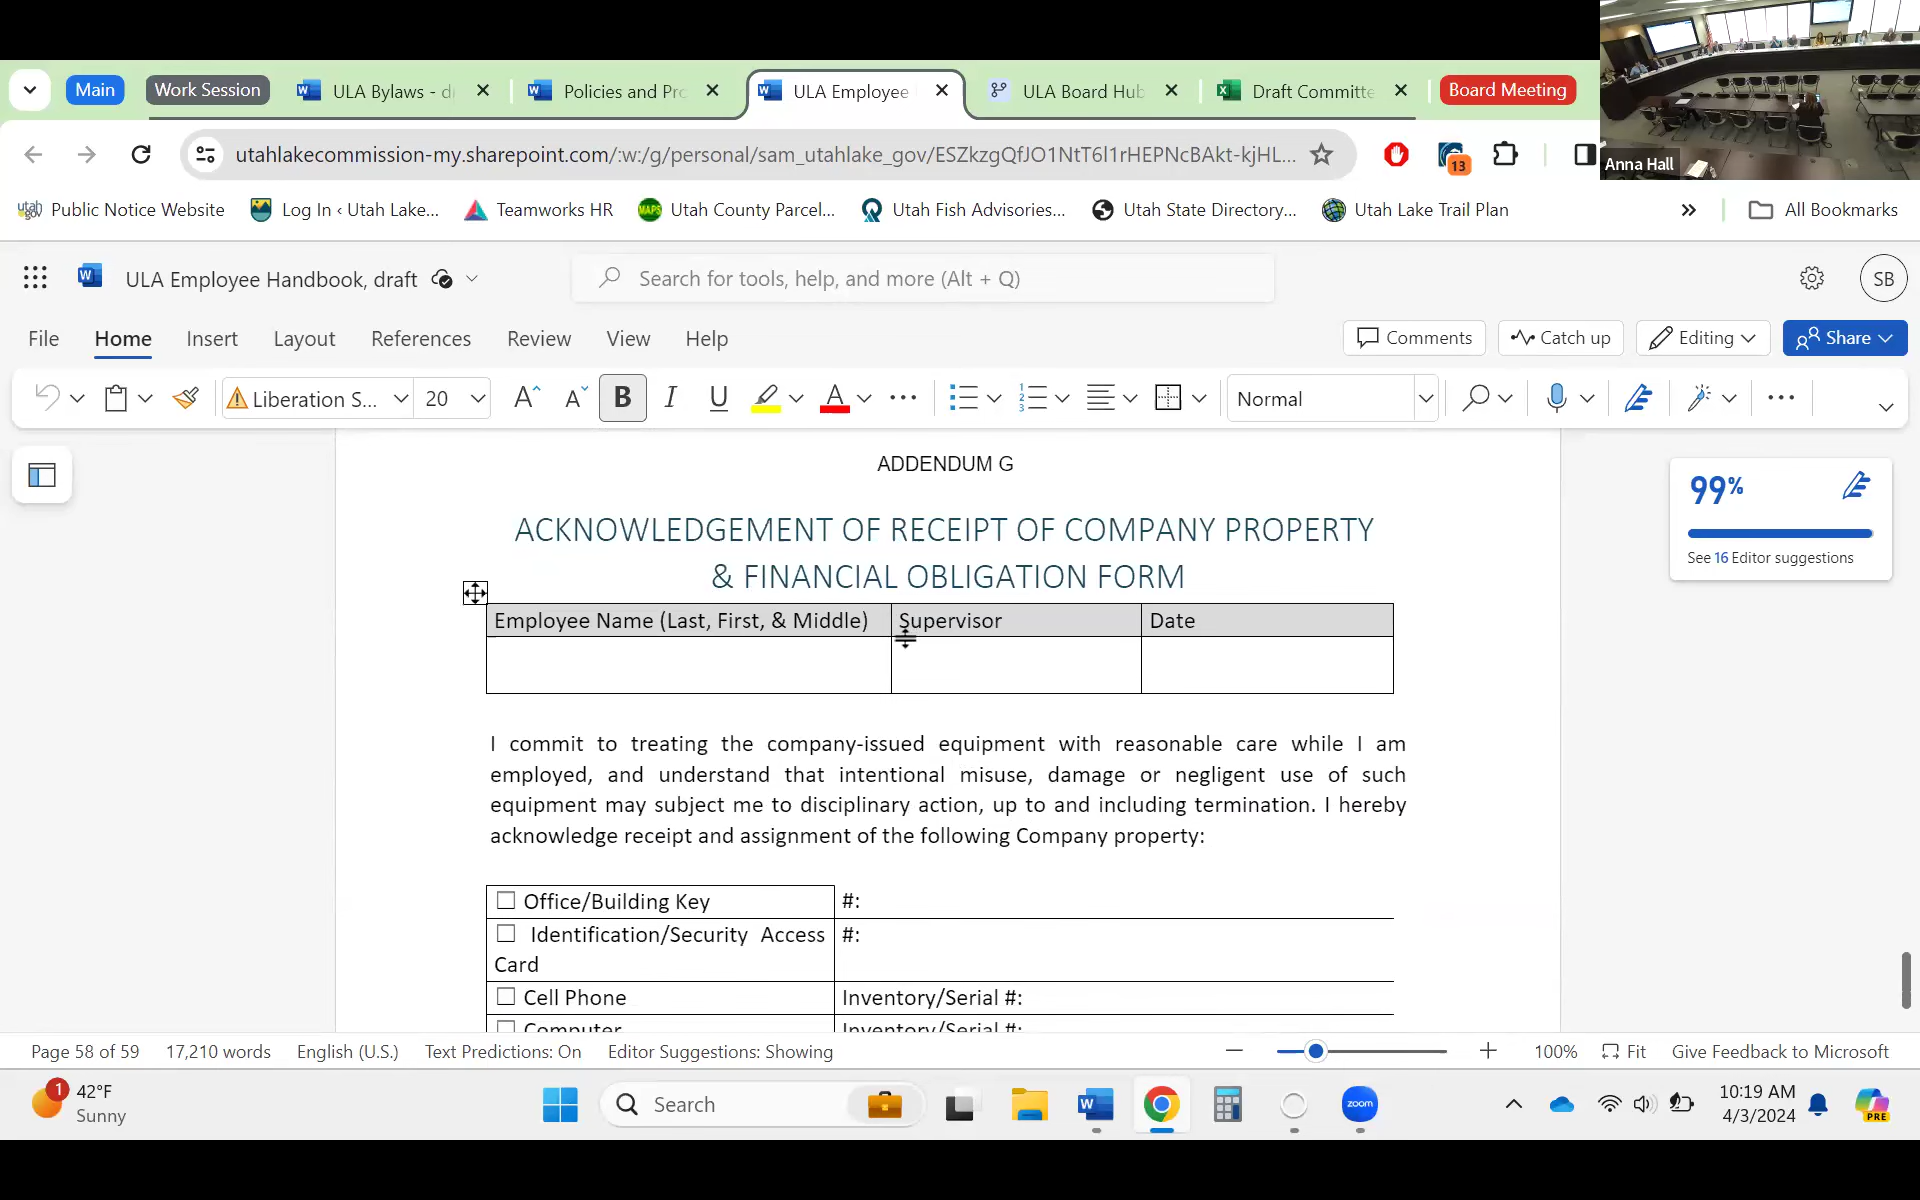 Main
Work Session
ULA Bylaws - d
Policies and Pro
ULA Employee
ULA Board Hub
Draft Committe
Board Meeting
Anna Hall
utahlakecommission-my.sharepoint.com/:w:/g/personal/sam_utahlake_gov/ESZkzgQfJO1NtT6l1rHEPNcBAkt-kjHL...
13
Public Notice Website
Log In ‹ Utah Lake...
Teamworks HR
MAPS
Utah County Parcel...
Utah Fish Advisories...
Utah State Directory...
Utah Lake Trail Plan
All Bookmarks
ULA Employee Handbook, draft
Search for tools, help, and more (Alt + Q)
SB
File
Home
Insert
Layout
References
Review
View
Help
Comments
Catch up
Editing
Share
Liberation S...
20
B
I
U
A
Normal
ADDENDUM G
99%
See 16 Editor suggestions
ACKNOWLEDGEMENT OF RECEIPT OF COMPANY PROPERTY
& FINANCIAL OBLIGATION FORM
Employee Name (Last, First, & Middle)
Supervisor
Date
I commit to treating the company-issued equipment with reasonable care while I am
employed, and understand that intentional misuse, damage or negligent use of such
equipment may subject me to disciplinary action, up to and including termination. I hereby
acknowledge receipt and assignment of the following Company property:
☐ Office/Building Key
#:
☐ Identification/Security Access
Card
#:
☐ Cell Phone
Inventory/Serial #:
☐ Computer
Inventory/Serial #:
Page 58 of 59
17,210 words
English (U.S.)
Text Predictions: On
Editor Suggestions: Showing
100%
Fit
Give Feedback to Microsoft
1
42°F
Sunny
Search
zoom
10:19 AM
4/3/2024
PRE